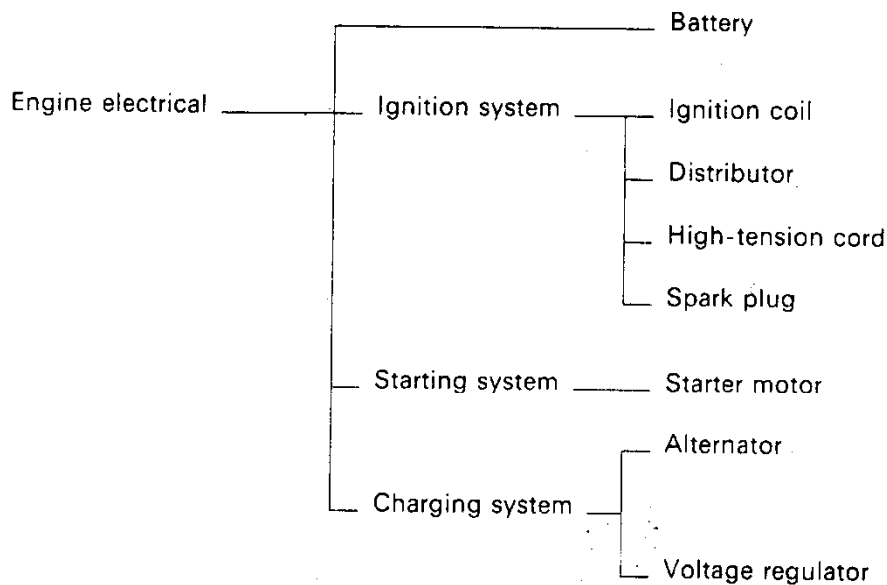 Battery
Engine electrical
Ignition system
Ignition coil
Distributor
High-tension cord
Spark plug
Starting system
Starter motor
Alternator
Charging system
Voltage regulator